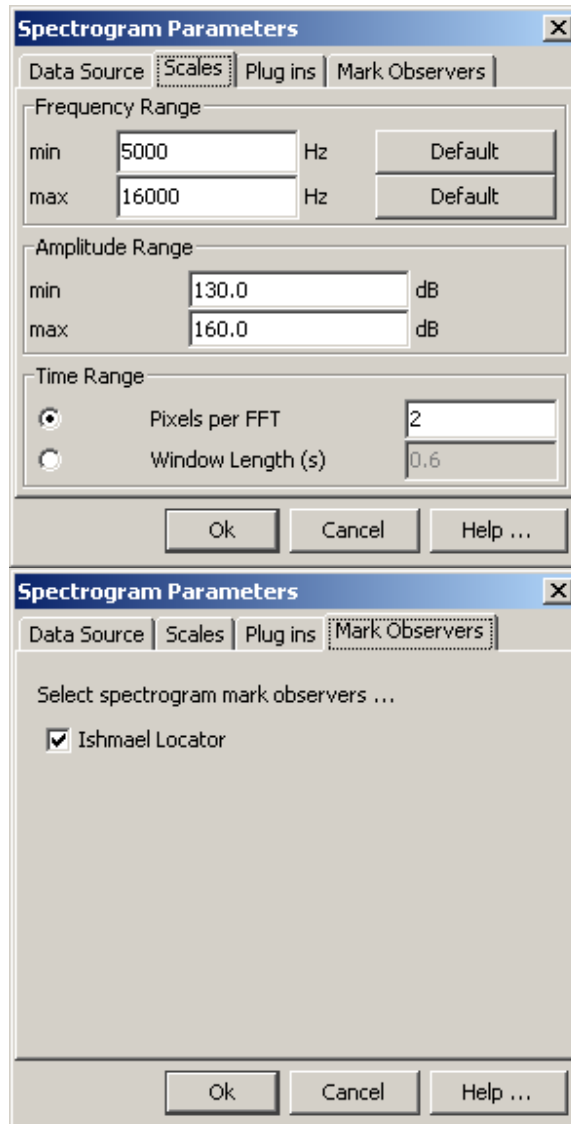 Spectrogram Parameters
Data Source Scales Plug ins Mark Observers
Frequency Range
min 5000 Hz Default
max 16000 Hz Default
Amplitude Range
min 130.0 dB
max 160.0 dB
Time Range
Pixels per FFT 2
Window Length (s) 0.6
Ok Cancel Help ...
Spectrogram Parameters
Data Source Scales Plug ins Mark Observers
Select spectrogram mark observers ...
Ishmael Locator
Ok Cancel Help ...